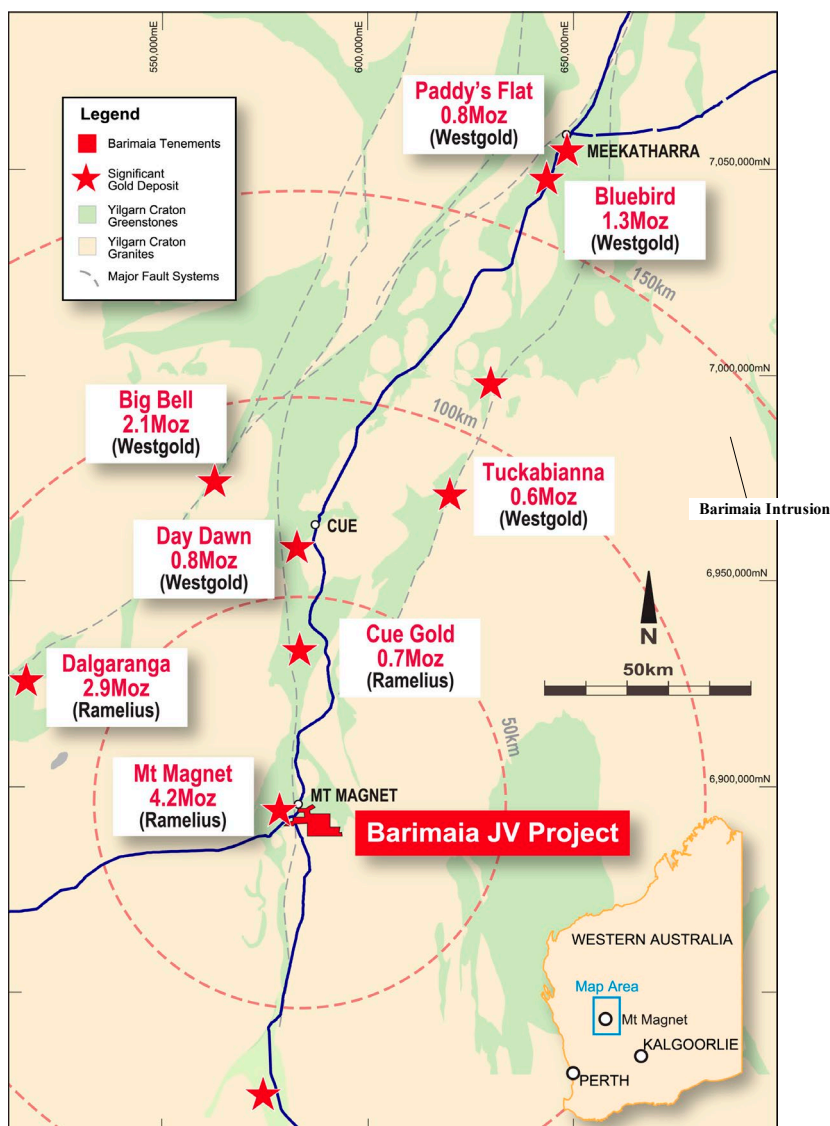 550,000mE
600,000mE
650,000mE
Legend
Barimaia Tenements
Significant
Gold Deposit
Yilgarn Craton
Greenstones
Yilgarn Craton
Granites
Major Fault Systems
Paddy's Flat
0.8Moz
(Westgold)
MEEKATHARRA
7,050,000mN
Bluebird
1.3Moz
(Westgold)
150km
7,000,000mN
Big Bell
2.1Moz
(Westgold)
100km
Tuckabianna
0.6Moz
(Westgold)
Barimaia Intrusion
CUE
Day Dawn
0.8Moz
(Westgold)
6,950,000mN
N
50km
Cue Gold
0.7Moz
(Ramelius)
Dalgaranga
2.9Moz
(Ramelius)
50km
Mt Magnet
4.2Moz
(Ramelius)
MT MAGNET
6,900,000mN
Barimaia JV Project
WESTERN AUSTRALIA
Map Area
Mt Magnet
KALGOORLIE
PERTH